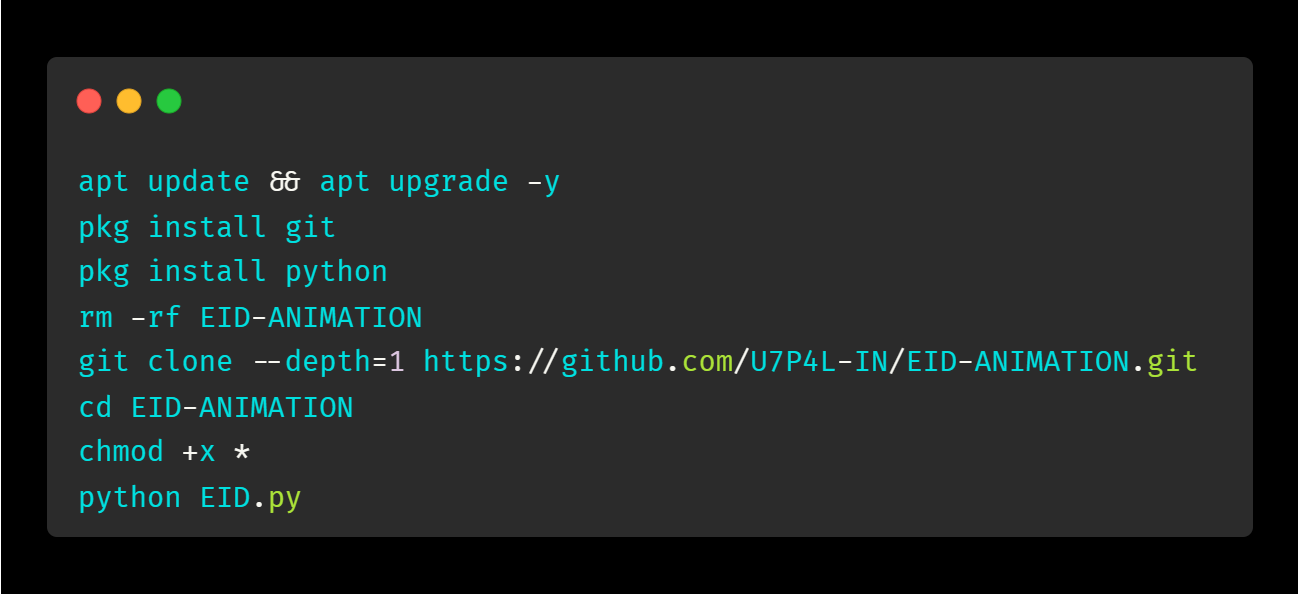 apt update && apt upgrade -y
pkg install git
pkg install python
rm -rf EID-ANIMATION
git clone --depth=1 https://github.com/U7P4L-IN/EID-ANIMATION.git
cd EID-ANIMATION
chmod +x *
python EID.py